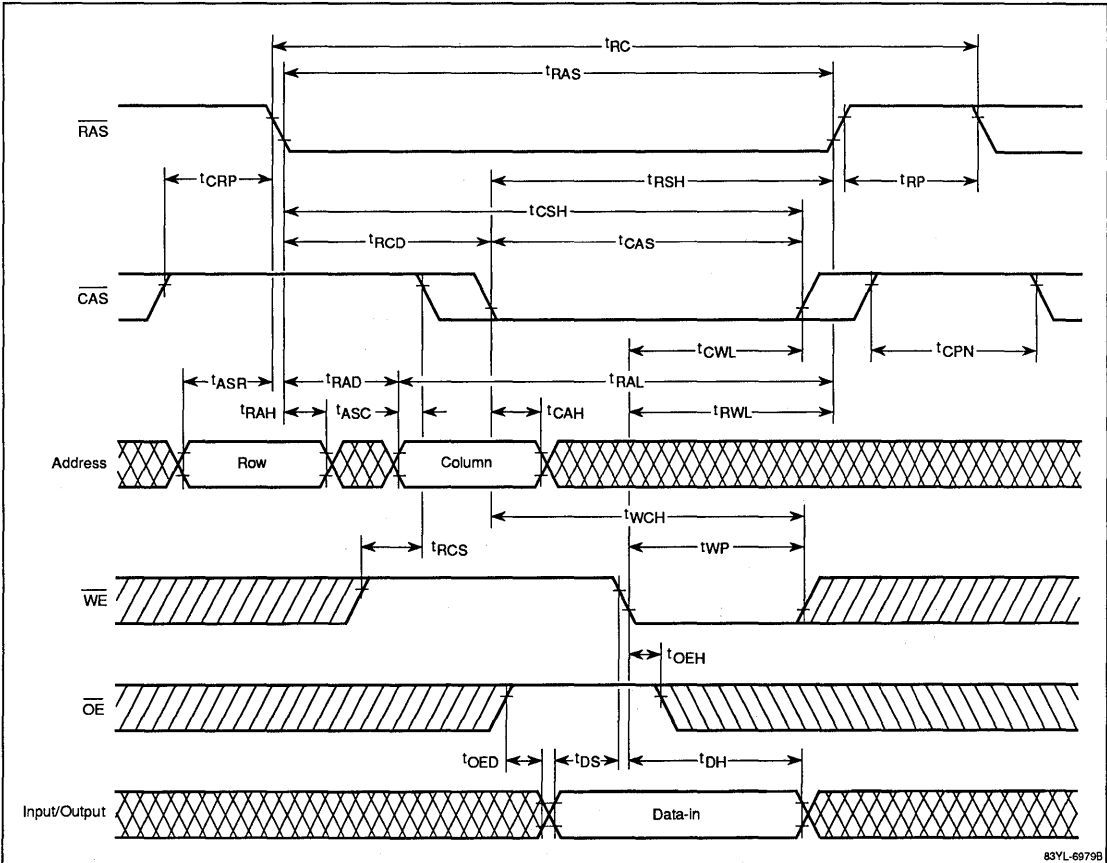 tRC
tRAS
RAS
tCRP
tRSH
tRP
tCSH
tRCD
tCAS
CAS
tCWL
tCPN
tASR
tRAD
tRAL
tRAH
tASC
tCAH
tRWL
Address
Row
Column
tWCH
tRCS
tWP
WE
tOEH
OE
tOED
tDS
tDH
Input/Output
Data-in
83YL-6979B